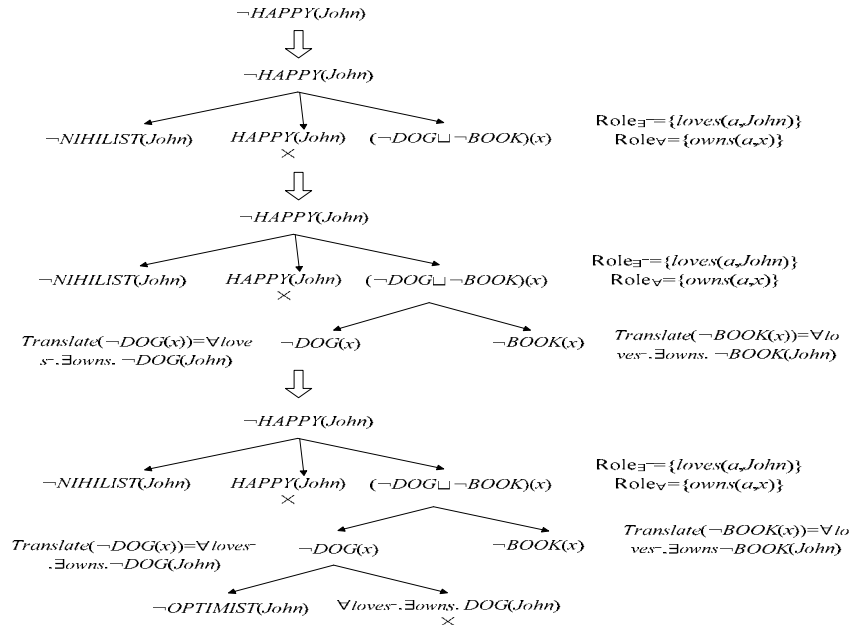 ¬HAPPY(John)
¬HAPPY(John)
¬NIHILIST(John) HAPPY(John) (¬DOG⊔¬BOOK)(x) Role∃⁻={loves(a,John)}
× Role∀={owns(a,x)}
¬HAPPY(John)
¬NIHILIST(John) HAPPY(John) (¬DOG⊔¬BOOK)(x) Role∃⁻={loves(a,John)}
× Role∀={owns(a,x)}
Translate(¬DOG(x))=∀love ¬DOG(x) ¬BOOK(x) Translate(¬BOOK(x))=∀lo
s⁻.∃owns. ¬DOG(John) ves⁻.∃owns. ¬BOOK(John)
¬HAPPY(John)
¬NIHILIST(John) HAPPY(John) (¬DOG⊔¬BOOK)(x) Role∃⁻={loves(a,John)}
× Role∀={owns(a,x)}
Translate(¬DOG(x))=∀loves⁻ ¬DOG(x) ¬BOOK(x) Translate(¬BOOK(x))=∀lo
.∃owns.¬DOG(John) ves⁻.∃owns¬BOOK(John)
¬OPTIMIST(John) ∀loves⁻.∃owns. DOG(John)
×